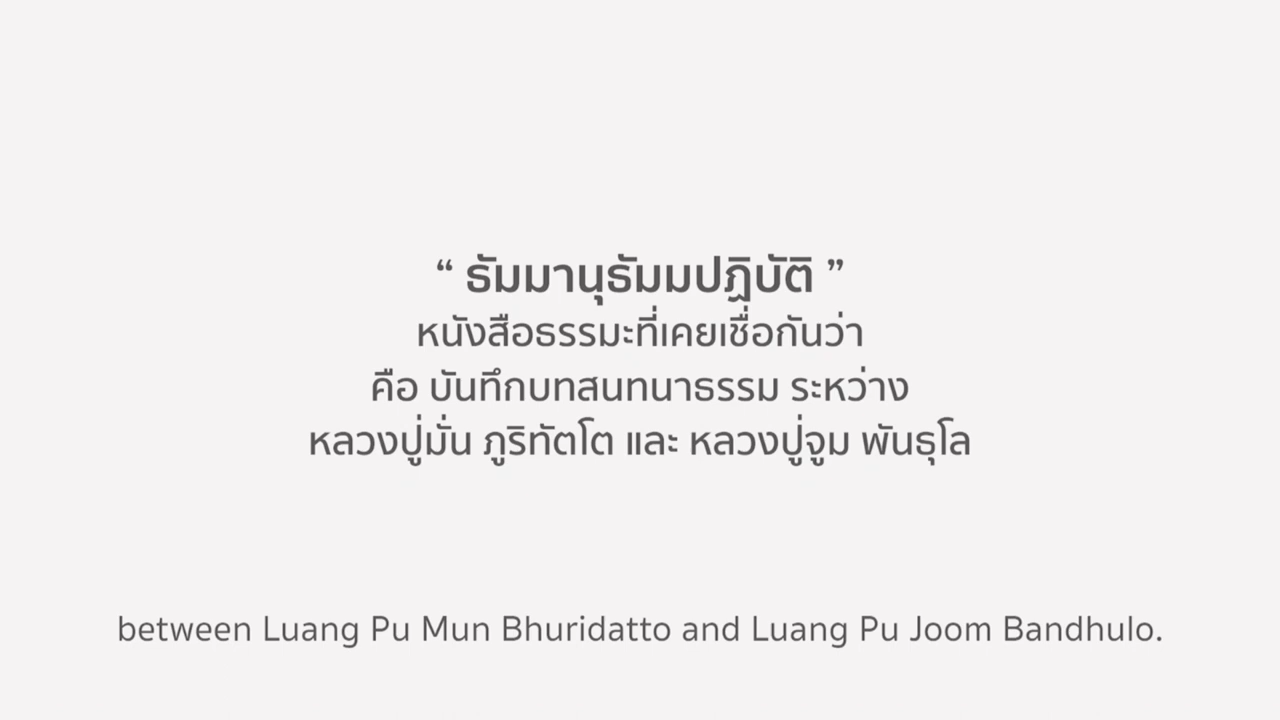 “ ธัมมานุธัมมปฏิบัติ ”
หนังสือธรรมะที่เคยเชื่อกันว่า
คือ บันทึกบทสนทนาธรรม ระหว่าง
หลวงปู่มั่น ภูริทัตโต และ หลวงปู่จูม พันธุโล
between Luang Pu Mun Bhuridatto and Luang Pu Joom Bandhulo.